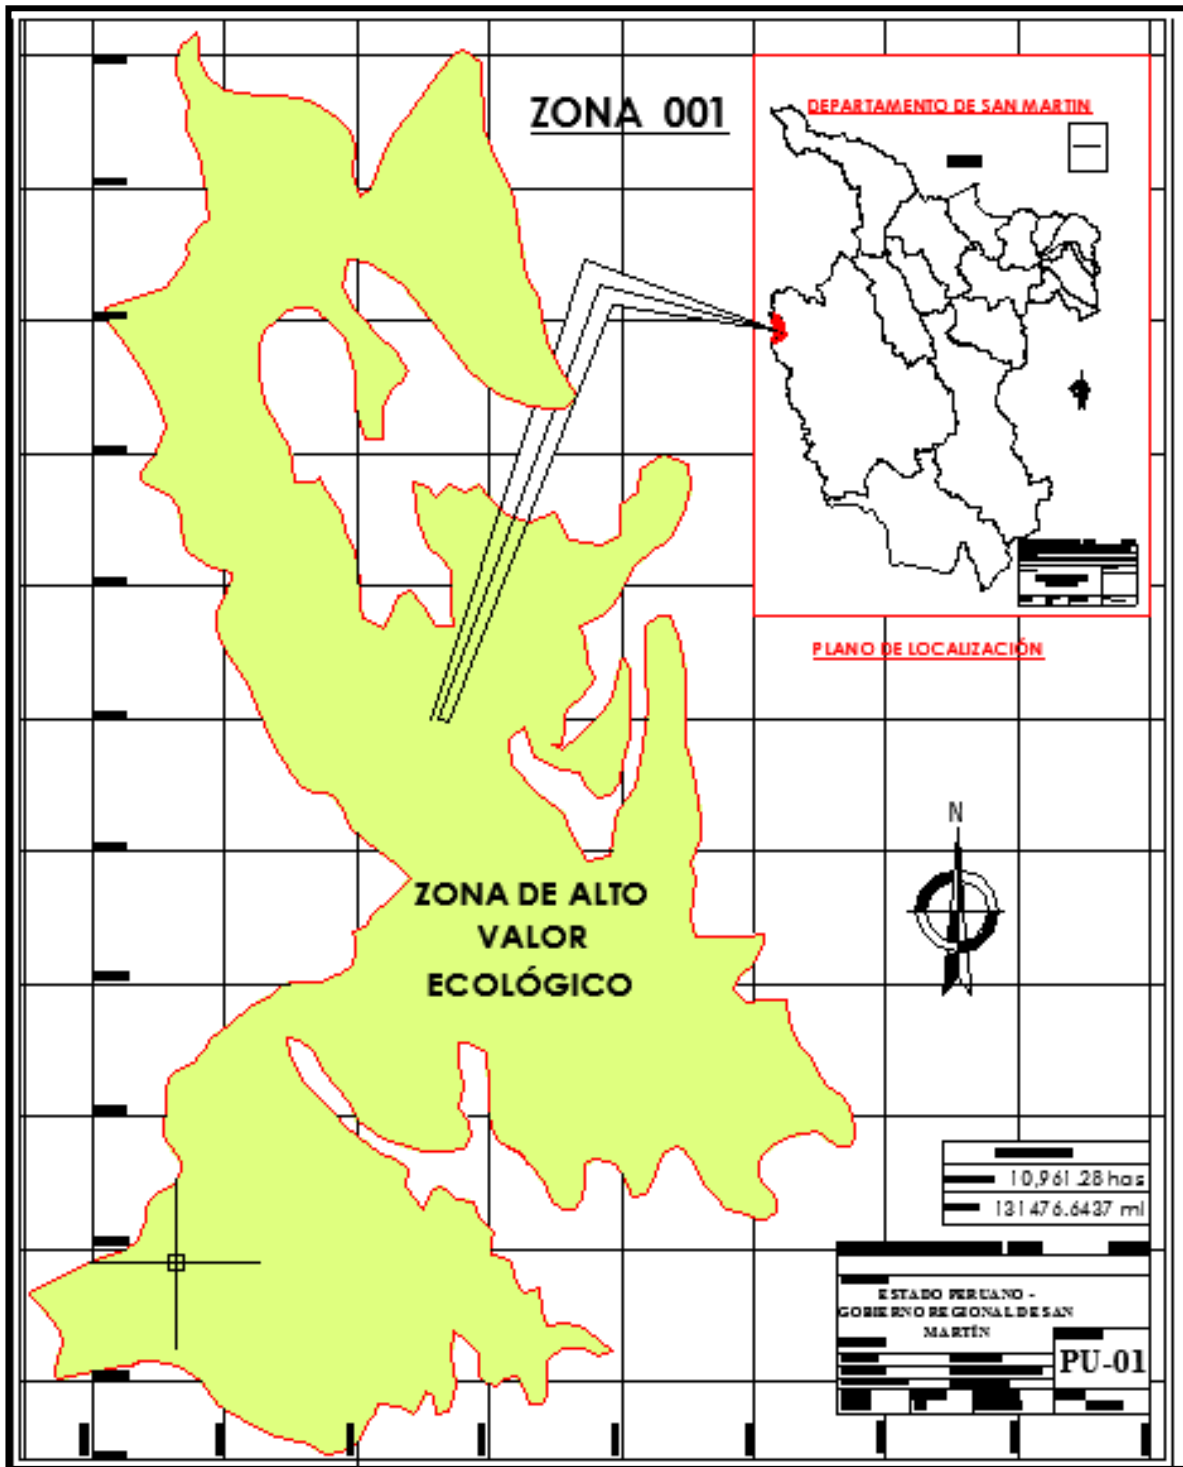 ZONA 001
DEPARTAMENTO DE SAN MARTIN
PLANO DE LOCALIZACIÓN
N
ZONA DE ALTO
VALOR
ECOLÓGICO
10,961.28 has
131476.6437 ml
ESTADO PERUANO -
GOBIERNO REGIONAL DE SAN
MARTÍN
PU-01